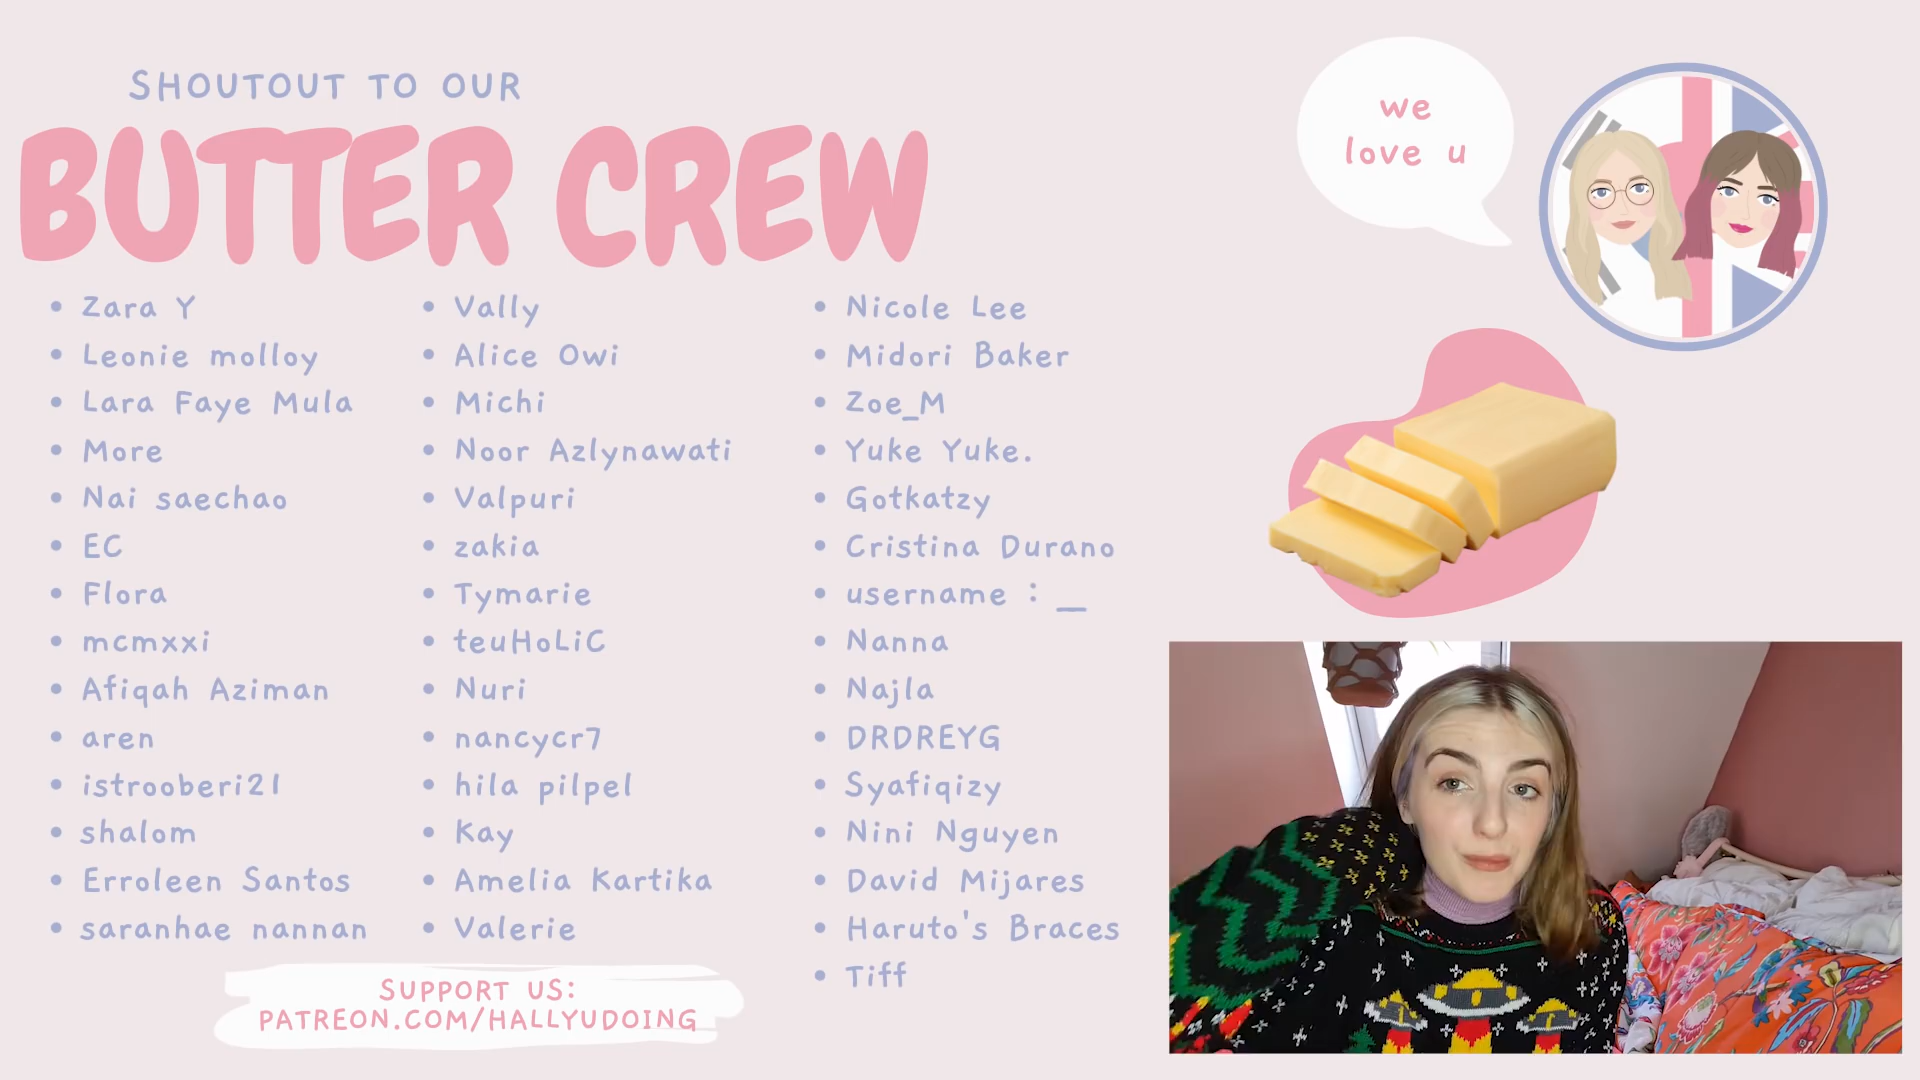 SHOUTOUT TO OUR
BUTTER CREW
we
love u
Zara Y
Leonie molloy
Lara Faye Mula
More
Nai saechao
EC
Flora
mcmxxi
Afiqah Aziman
aren
istrooberi21
shalom
Erroleen Santos
saranhae nannan
Vally
Alice Owi
Michi
Noor Azlynawati
Valpuri
zakia
Tymarie
teuHoLiC
Nuri
nancycr7
hila pilpel
Kay
Amelia Kartika
Valerie
Nicole Lee
Midori Baker
Zoe_M
Yuke Yuke.
Gotkatzy
Cristina Durano
username : __
Nanna
Najla
DRDREYG
Syafiqizy
Nini Nguyen
David Mijares
Haruto's Braces
Tiff
SUPPORT US:
PATREON.COM/HALLYUDOING